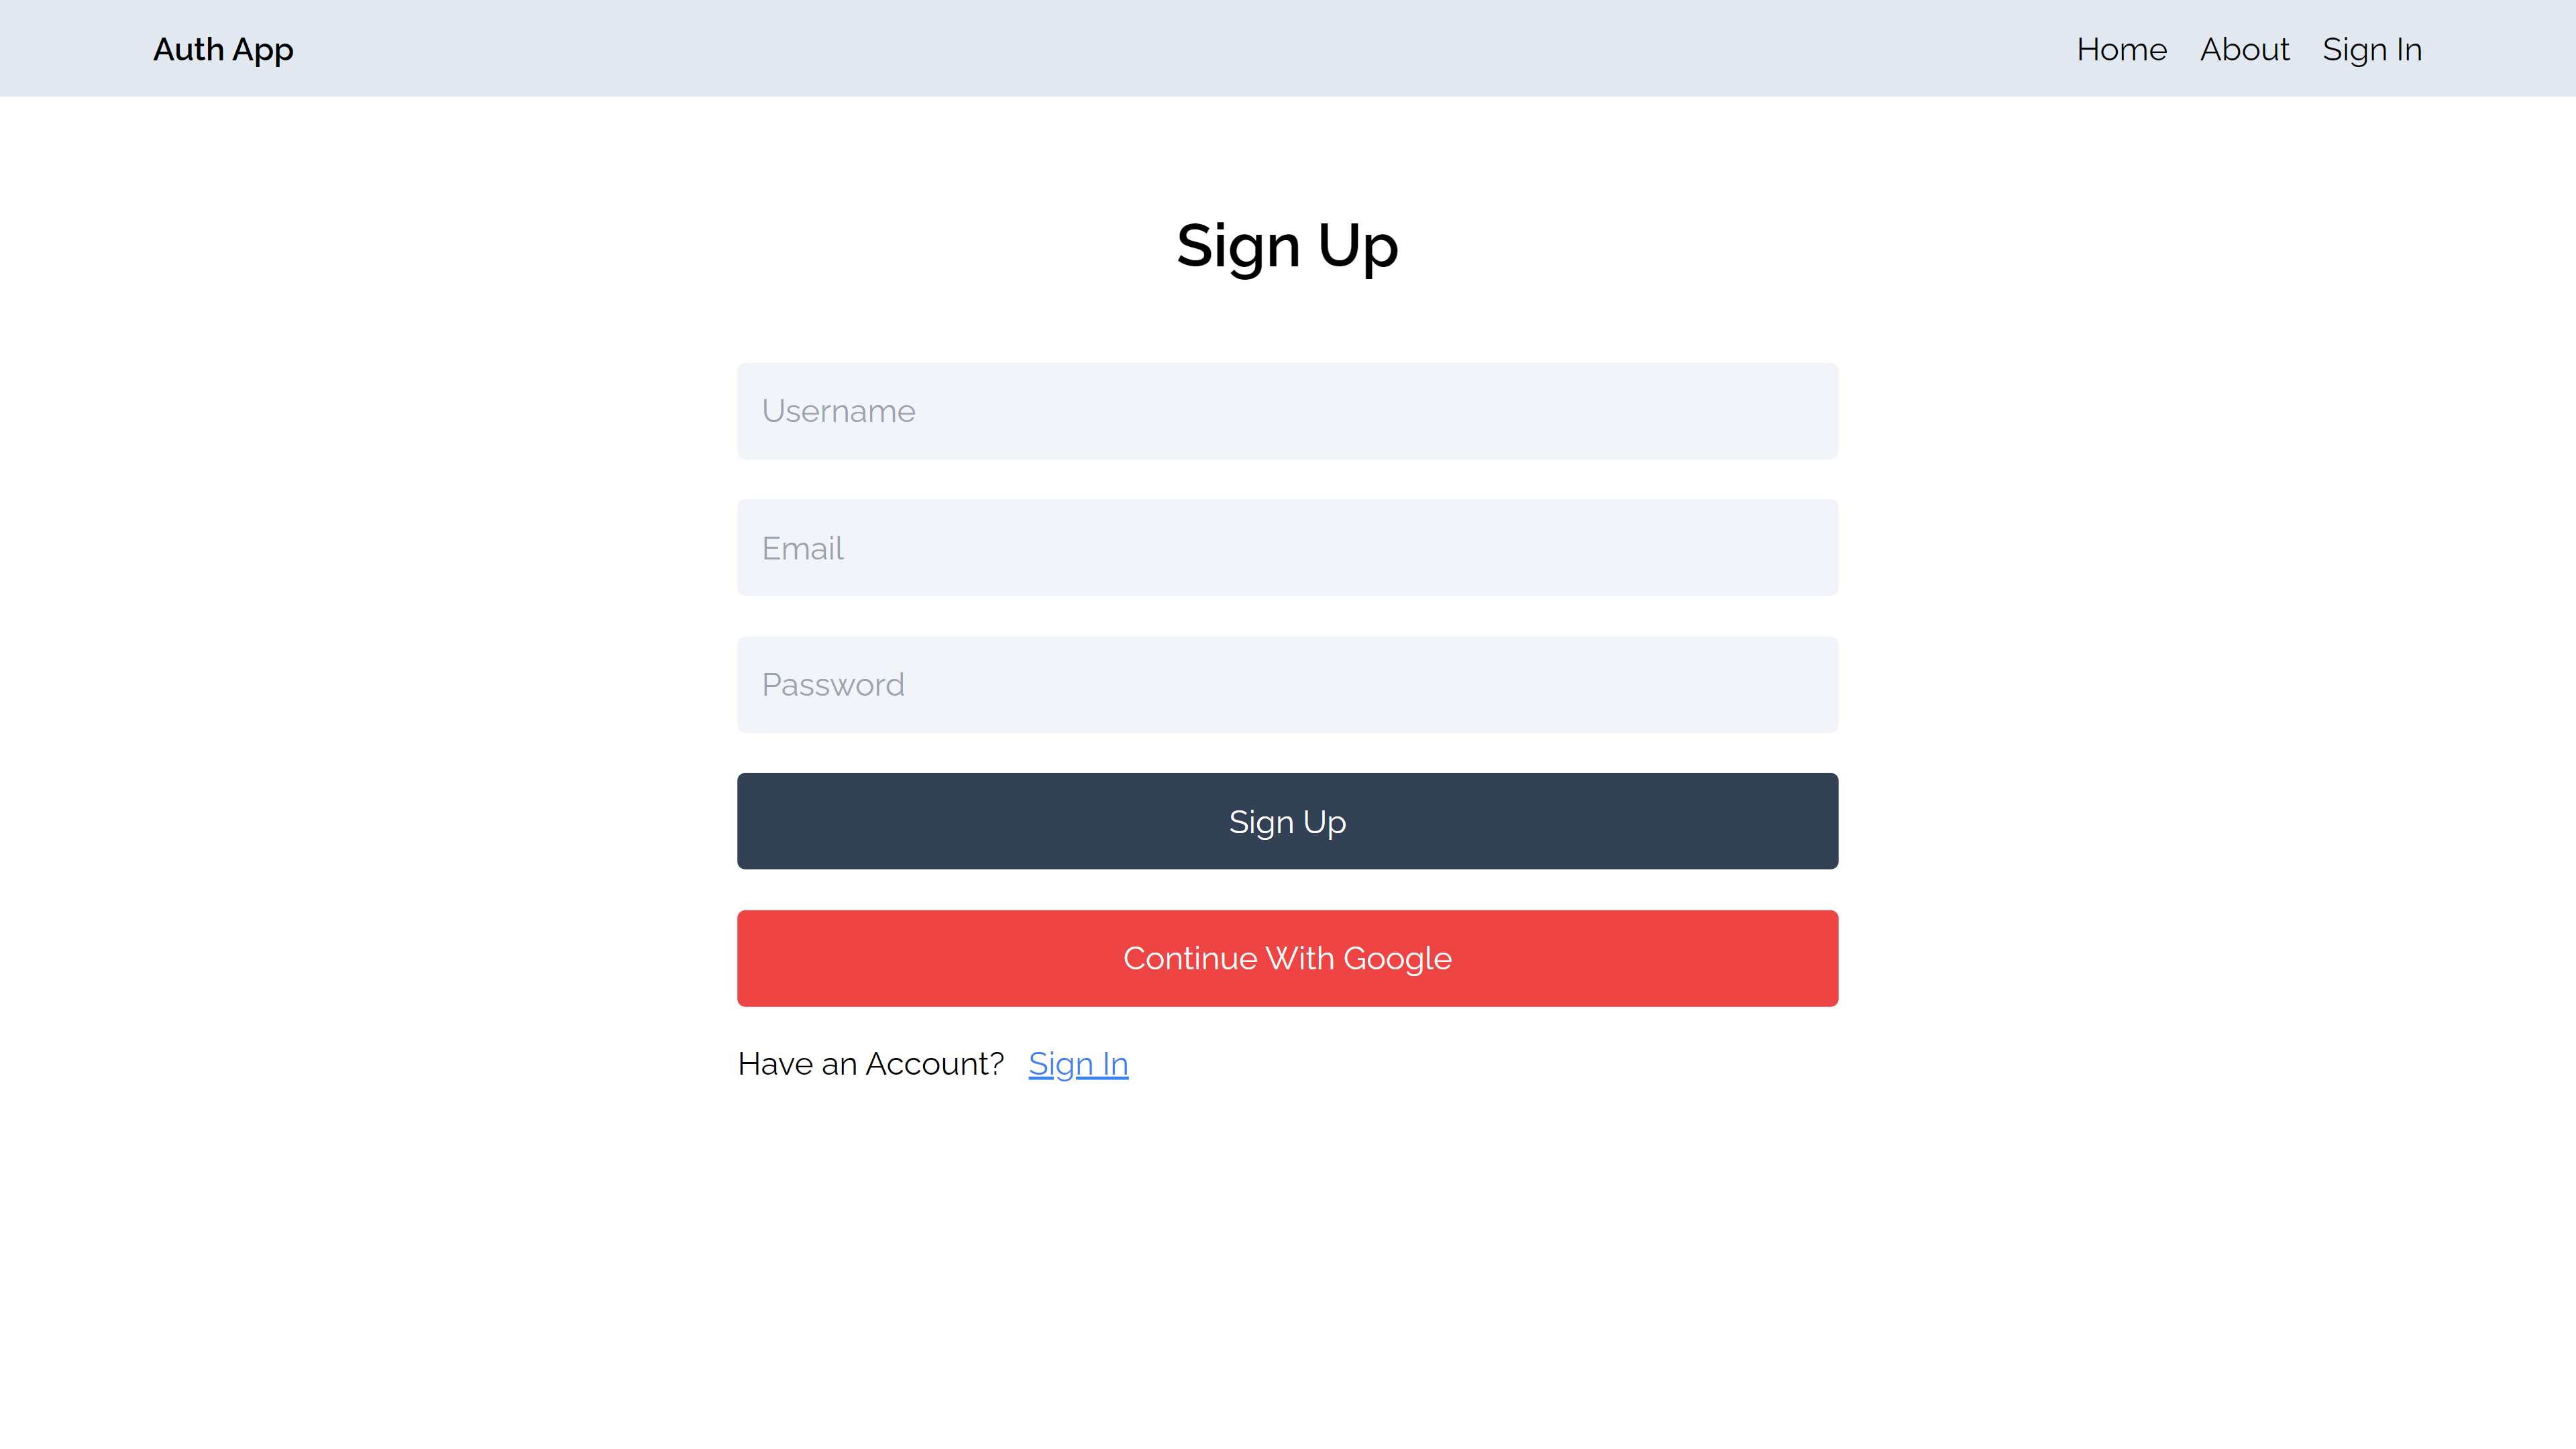 Auth App Home About Sign In
Sign Up
Username
Email
Password
Sign Up
Continue With Google
Have an Account? Sign In